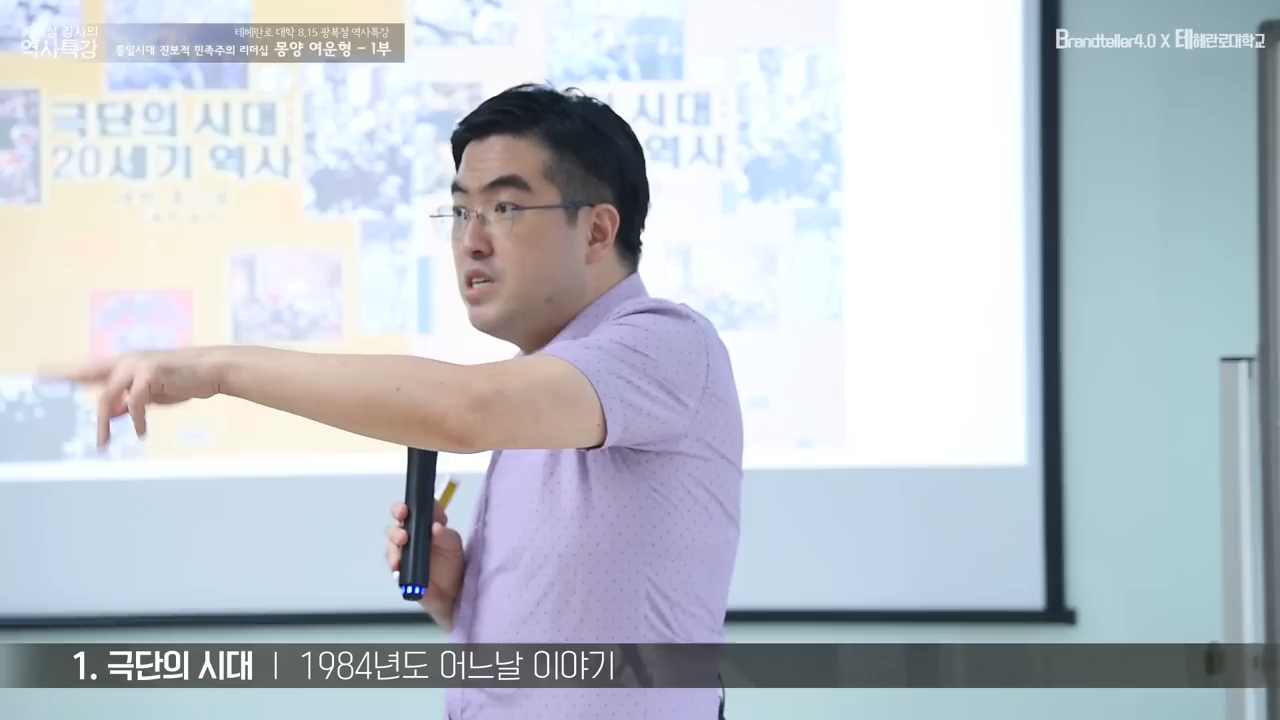 역사특강
테헤란로 대학 8.15 광복절 역사특강
통일시대 진보적 민족주의 리더십 몽양 여운형 - 1부
Brandteller4.0 X 테헤란로대학교
극단의 시대
20세기 역사
시대
역사
1. 극단의 시대 | 1984년도 어느날 이야기